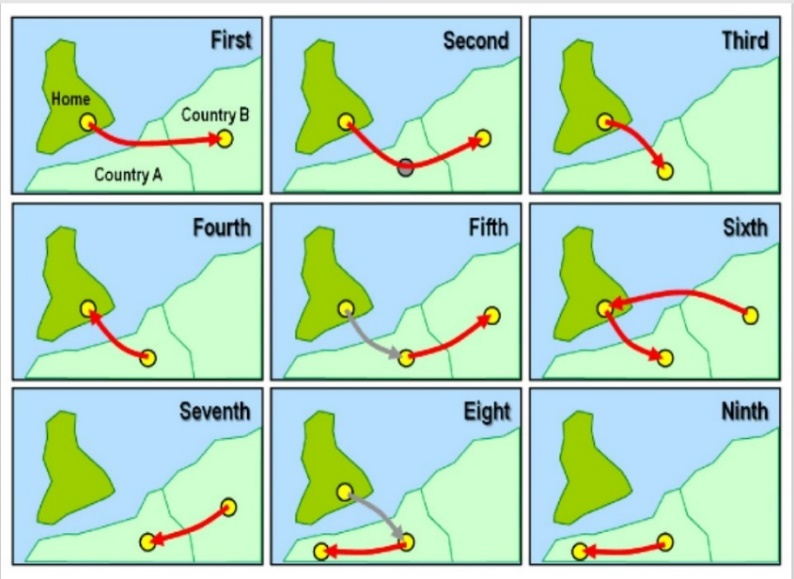 First
Home
Country B
Country A
Second
Third
Fourth
Fifth
Sixth
Seventh
Eight
Ninth